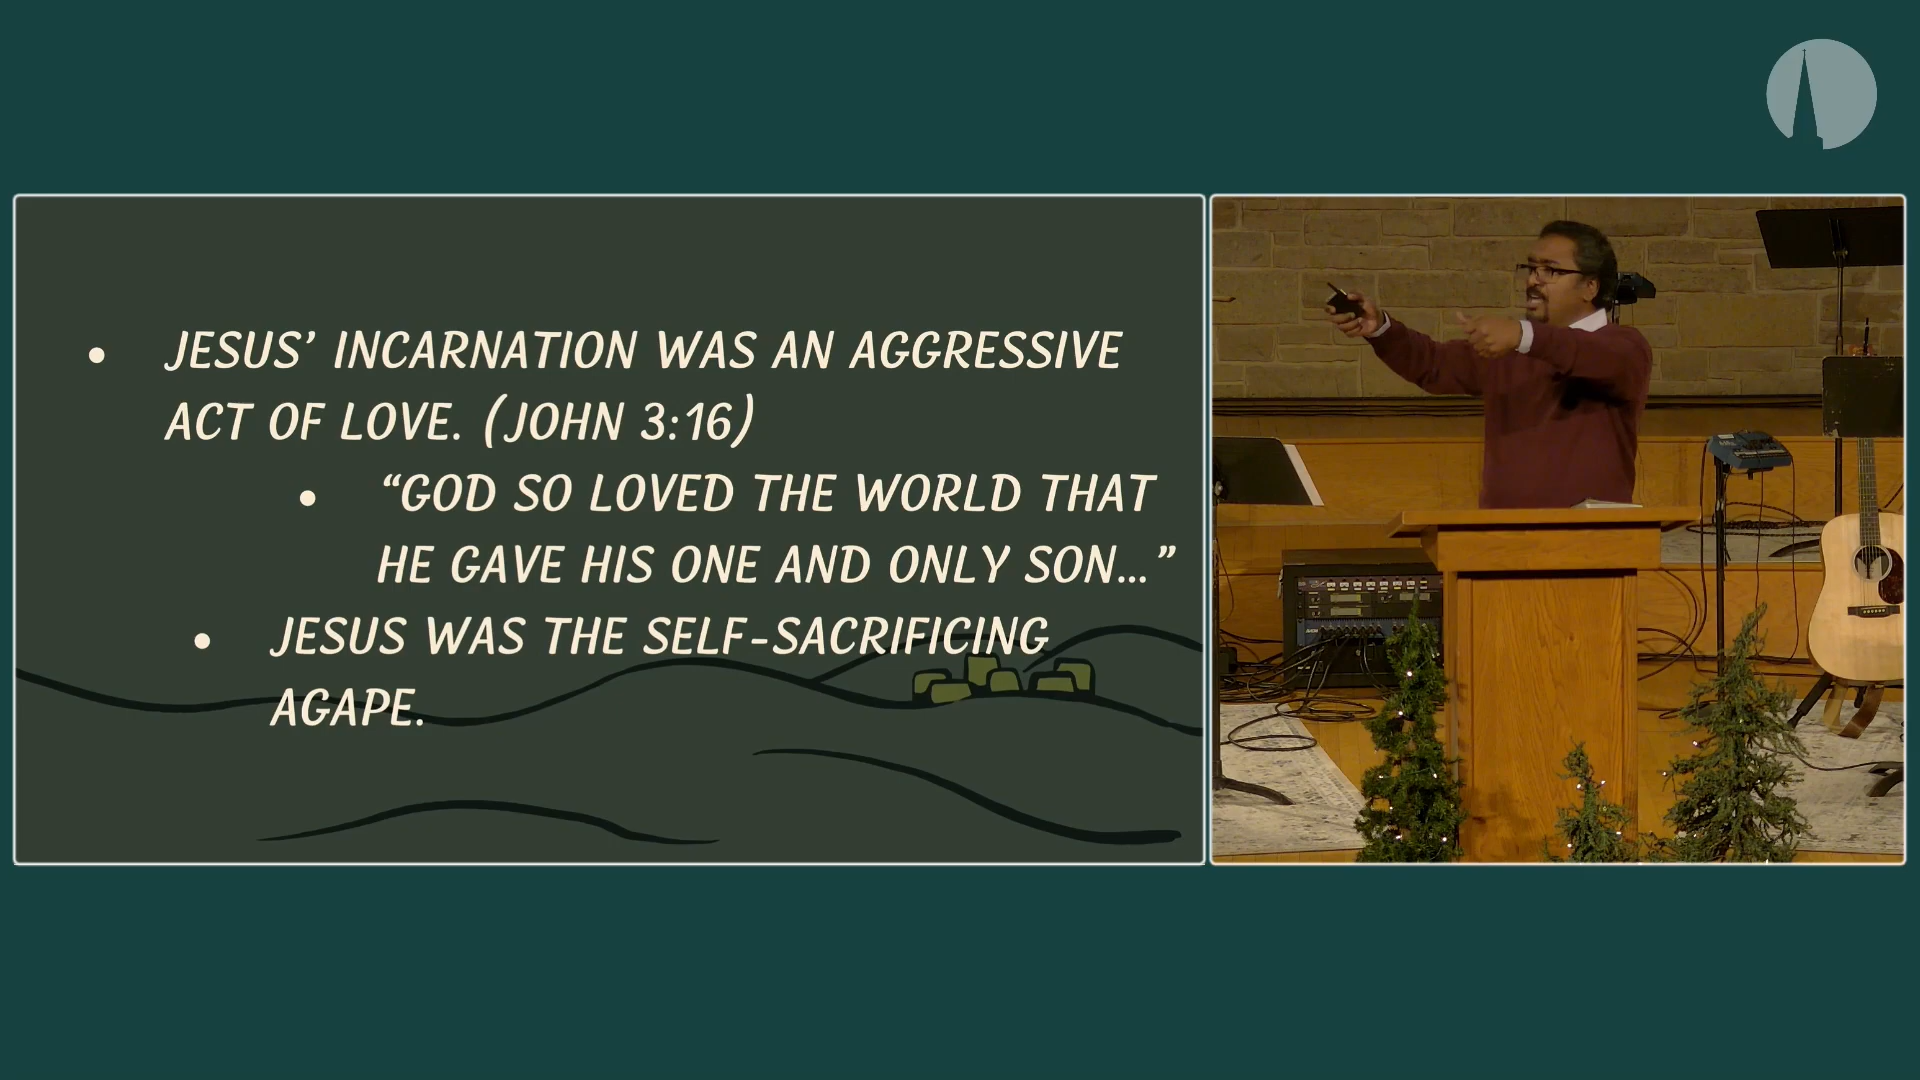 • JESUS’ INCARNATION WAS AN AGGRESSIVE
ACT OF LOVE. (JOHN 3:16)
• “GOD SO LOVED THE WORLD THAT
HE GAVE HIS ONE AND ONLY SON...”
• JESUS WAS THE SELF-SACRIFICING
AGAPE.